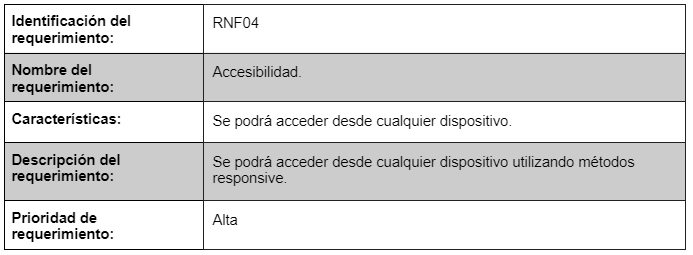 Identificación del
requerimiento:
RNF04
Nombre del
requerimiento:
Accesibilidad.
Características:
Se podrá acceder desde cualquier dispositivo.
Descripción del
requerimiento:
Se podrá acceder desde cualquier dispositivo utilizando métodos
responsive.
Prioridad de
requerimiento:
Alta